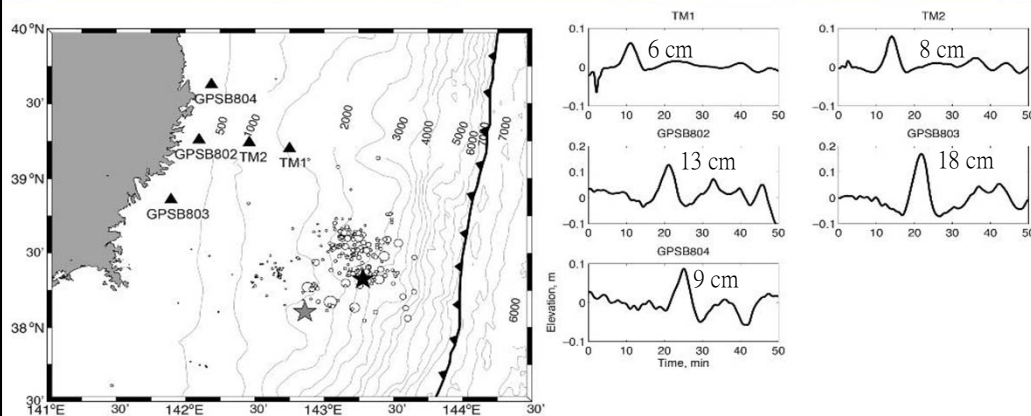 40°N
30'
39°N
30'
38°N
30'
141°E
30'
142°E
30'
143°E
30'
144°E
30'
GPSB804
GPSB802
TM2
TM1
GPSB803
500
1000
2000
3000
4000
5000
6000
7000
7000
6000
TM1
0.1
0
−0.1
0 10 20 30 40 50
6 cm
TM2
0.1
0
−0.1
0 10 20 30 40 50
8 cm
GPSB802
0.1
0
−0.1
0 10 20 30 40 50
13 cm
GPSB803
0.1
0
−0.1
0 10 20 30 40 50
18 cm
GPSB804
0.1
0
−0.1
0 10 20 30 40 50
9 cm
Elevation, m
Time, min